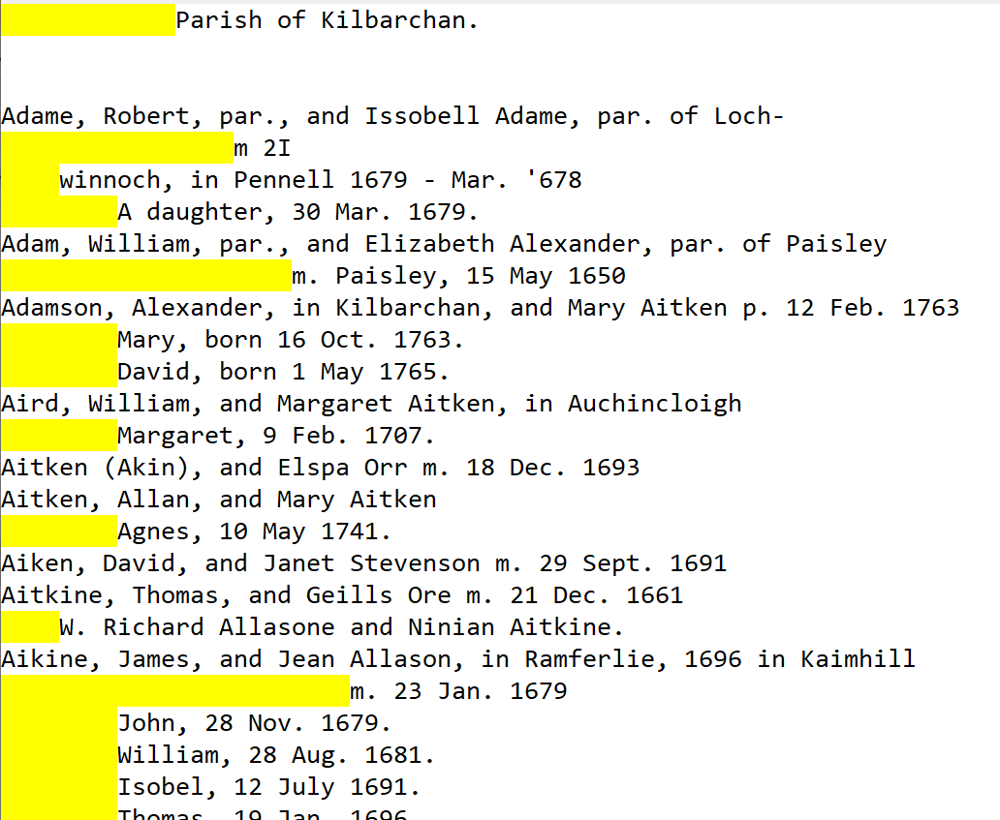 Parish of Kilbarchan.
Adame, Robert, par., and Issobell Adame, par. of Loch-
m 2I
winnoch, in Pennell 1679 - Mar. '678
A daughter, 30 Mar. 1679.
Adam, William, par., and Elizabeth Alexander, par. of Paisley
m. Paisley, 15 May 1650
Adamson, Alexander, in Kilbarchan, and Mary Aitken p. 12 Feb. 1763
Mary, born 16 Oct. 1763.
David, born 1 May 1765.
Aird, William, and Margaret Aitken, in Auchincloigh
Margaret, 9 Feb. 1707.
Aitken (Akin), and Elspa Orr m. 18 Dec. 1693
Aitken, Allan, and Mary Aitken
Agnes, 10 May 1741.
Aiken, David, and Janet Stevenson m. 29 Sept. 1691
Aitkine, Thomas, and Geills Ore m. 21 Dec. 1661
W. Richard Allasone and Ninian Aitkine.
Aikine, James, and Jean Allason, in Ramferlie, 1696 in Kaimhill
m. 23 Jan. 1679
John, 28 Nov. 1679.
William, 28 Aug. 1681.
Isobel, 12 July 1691.
Thomas, 19 Jan. 1696